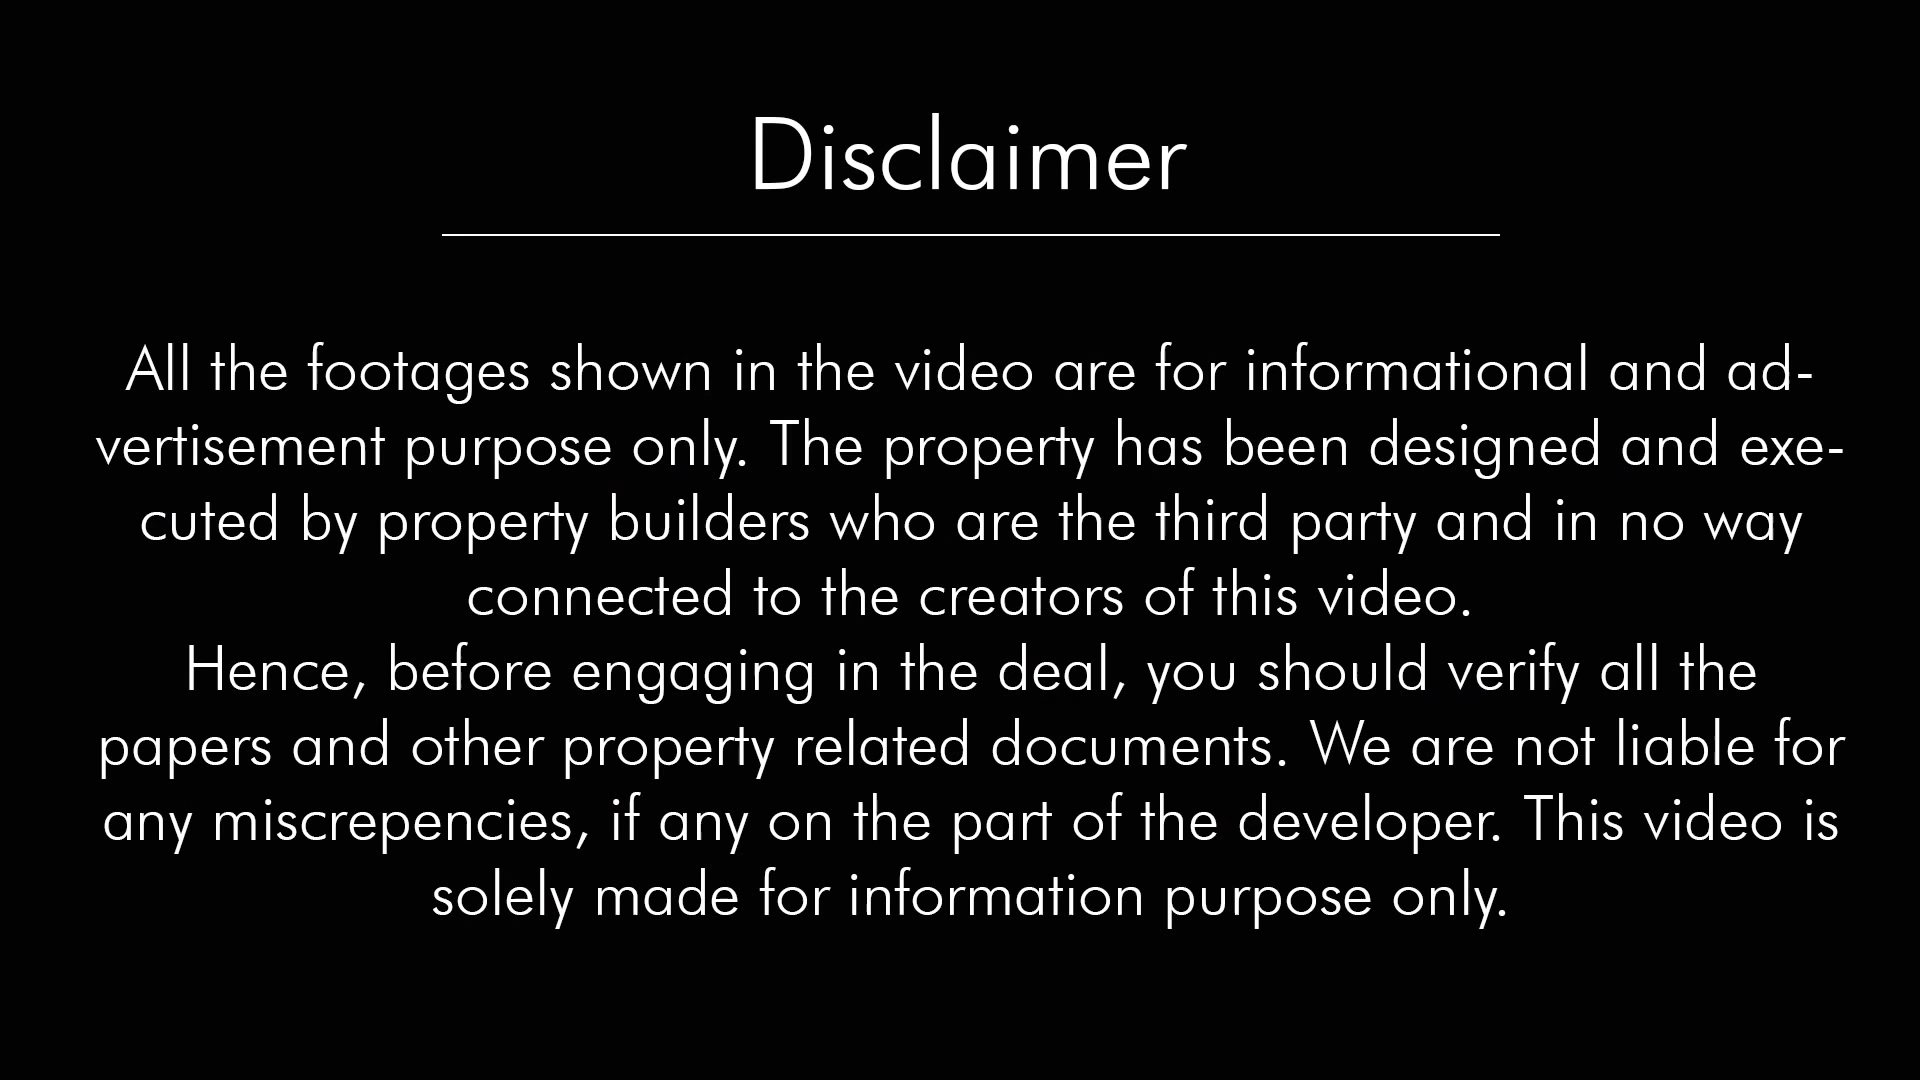 Disclaimer
All the footages shown in the video are for informational and ad-
vertisement purpose only. The property has been designed and exe-
cuted by property builders who are the third party and in no way
connected to the creators of this video.
Hence, before engaging in the deal, you should verify all the
papers and other property related documents. We are not liable for
any miscrepencies, if any on the part of the developer. This video is
solely made for information purpose only.